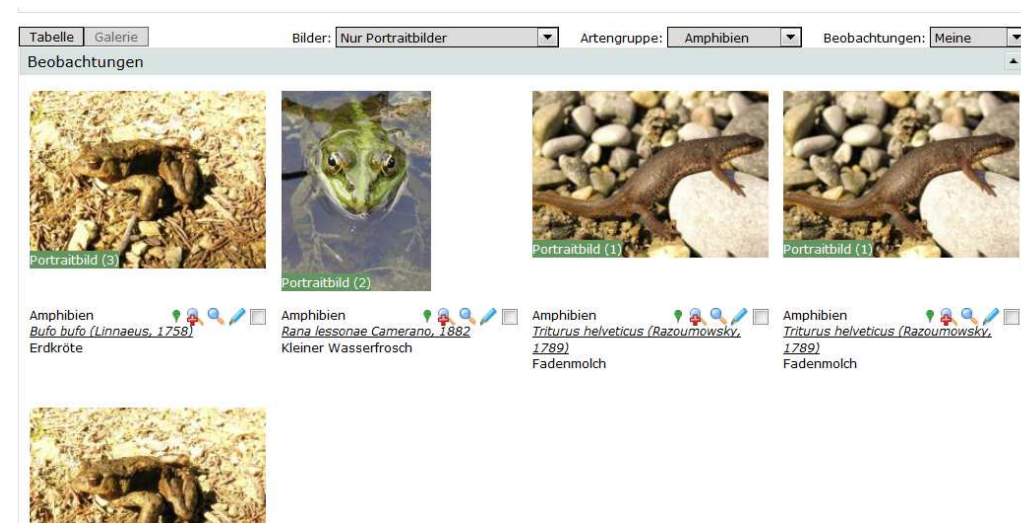 Tabelle Galerie Bilder: Nur Portraitbilder Artengruppe: Amphibien Beobachtungen: Meine
Beobachtungen
Portraitbild (3)
Portraitbild (2)
Portraitbild (1)
Portraitbild (1)
Amphibien
Bufo bufo (Linnaeus, 1758)
Erdkröte
Amphibien
Rana lessonae Camerano, 1882
Kleiner Wasserfrosch
Amphibien
Triturus helveticus (Razoumowsky,
1789)
Fadenmolch
Amphibien
Triturus helveticus (Razoumowsky,
1789)
Fadenmolch